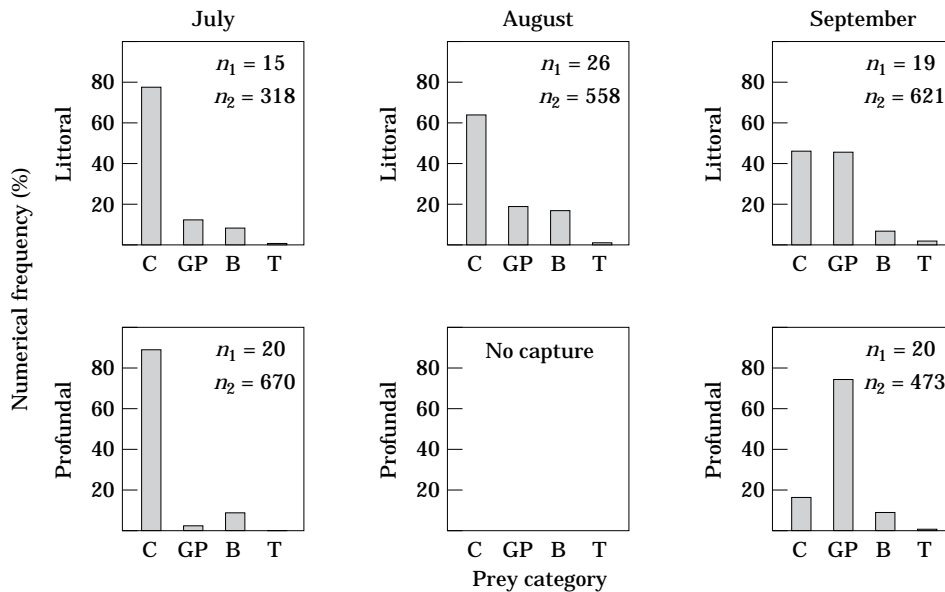 July
August
September
Numerical frequency (%)
Littoral
80
60
40
20
n1 = 15
n2 = 318
C GP B T
Littoral
80
60
40
20
n1 = 26
n2 = 558
C GP B T
Littoral
80
60
40
20
n1 = 19
n2 = 621
C GP B T
Profundal
80
60
40
20
n1 = 20
n2 = 670
C GP B T
Profundal
80
60
40
20
No capture
C GP B T
Profundal
80
60
40
20
n1 = 20
n2 = 473
C GP B T
Prey category